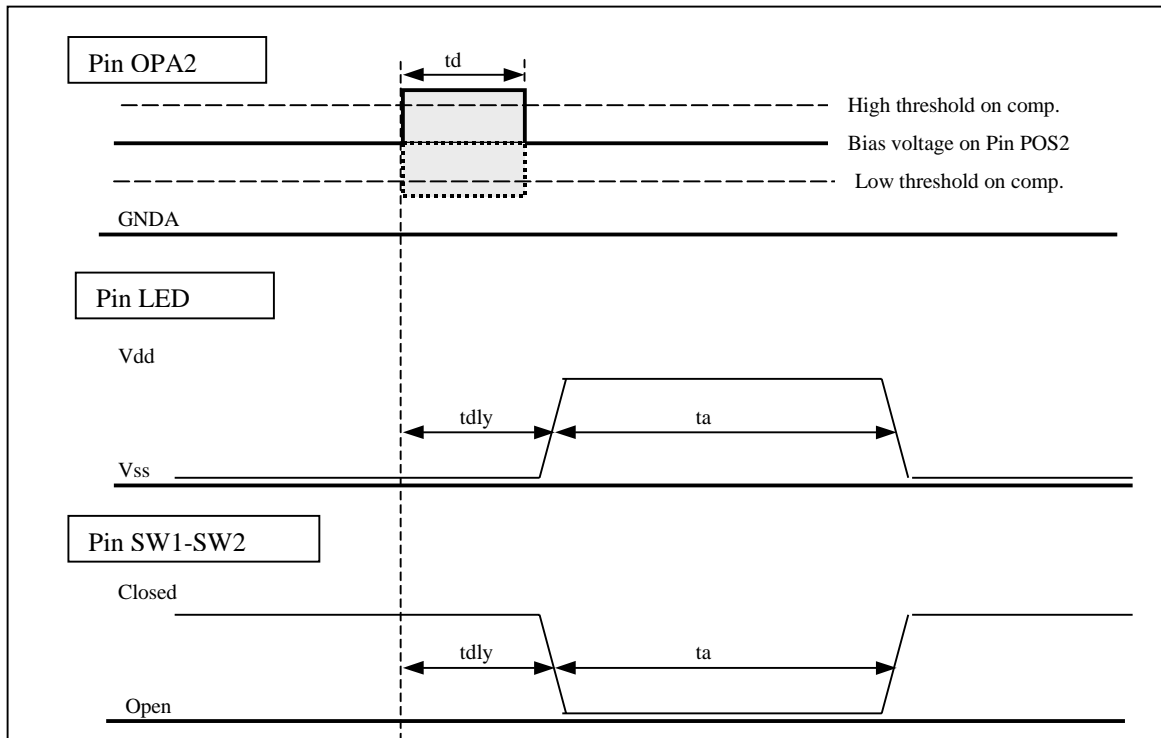 Pin OPA2
td
High threshold on comp.
Bias voltage on Pin POS2
Low threshold on comp.
GNDA
Pin LED
Vdd
tdly
ta
Vss
Pin SW1-SW2
Closed
tdly
ta
Open